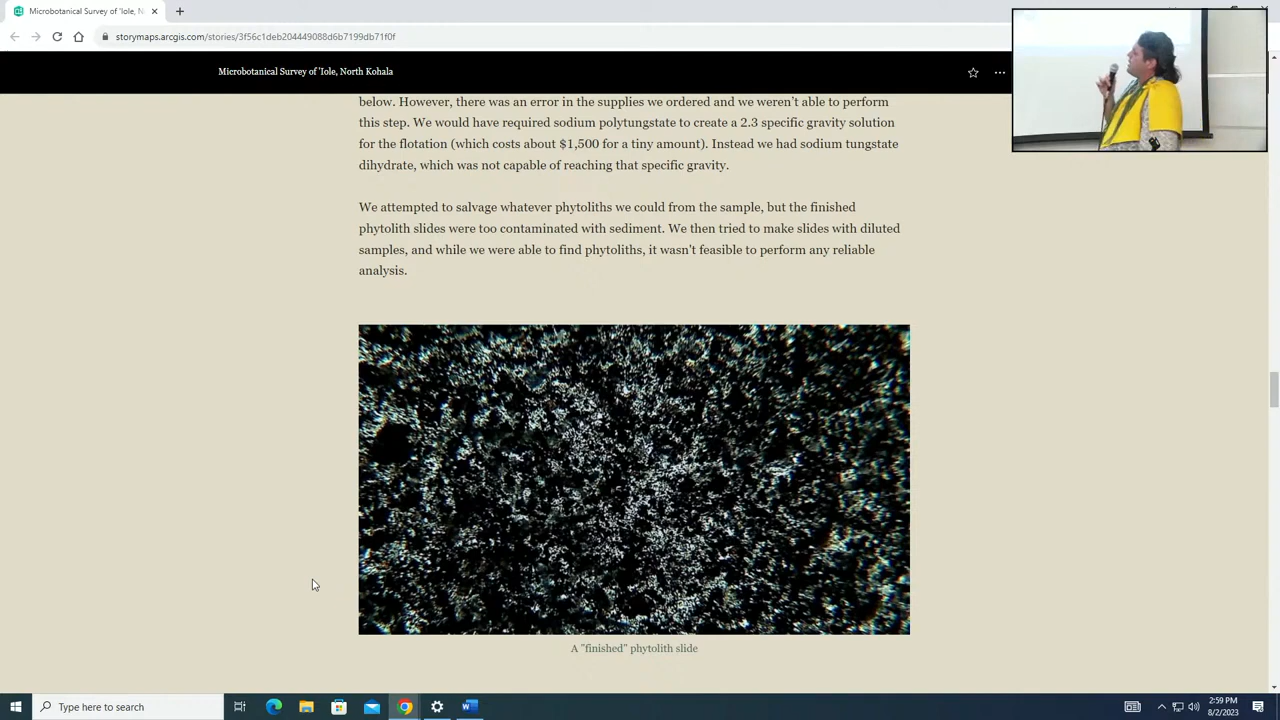 Microbotanical Survey of 'Iole, N
storymaps.arcgis.com/stories/3f56c1deb204449088d6b7199db71f0f
Microbotanical Survey of 'Iole, North Kohala
below. However, there was an error in the supplies we ordered and we weren't able to perform
this step. We would have required sodium polytungstate to create a 2.3 specific gravity solution
for the flotation (which costs about $1,500 for a tiny amount). Instead we had sodium tungstate
dihydrate, which was not capable of reaching that specific gravity.
We attempted to salvage whatever phytoliths we could from the sample, but the finished
phytolith slides were too contaminated with sediment. We then tried to make slides with diluted
samples, and while we were able to find phytoliths, it wasn't feasible to perform any reliable
analysis.
A "finished" phytolith slide
Type here to search
2:59 PM
8/2/2023